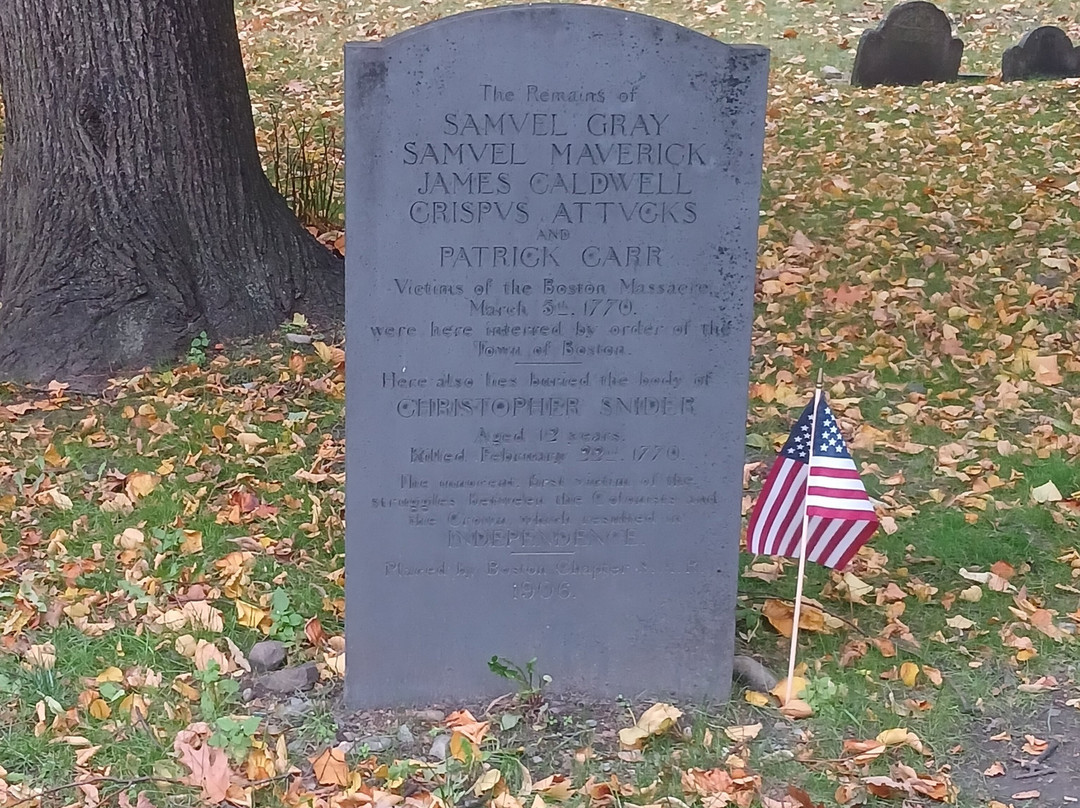 The Remains of
SAMVEL GRAY
SAMVEL MAVERICK
JAMES CALDWELL
CRISPVS ATTVCKS
AND
PATRICK CARR
Victims of the Boston Massacre,
March 5th, 1770.
were here interred by order of the
Town of Boston.
Here also lies buried the body of
CHRISTOPHER SNIDER
Aged 12 years.
Killed February 22nd, 1770.
The innocent first victim of the
struggles between the Colonists and
the Crown which resulted in
INDEPENDENCE.
Placed by Boston Chapter S. A. R.
1906.